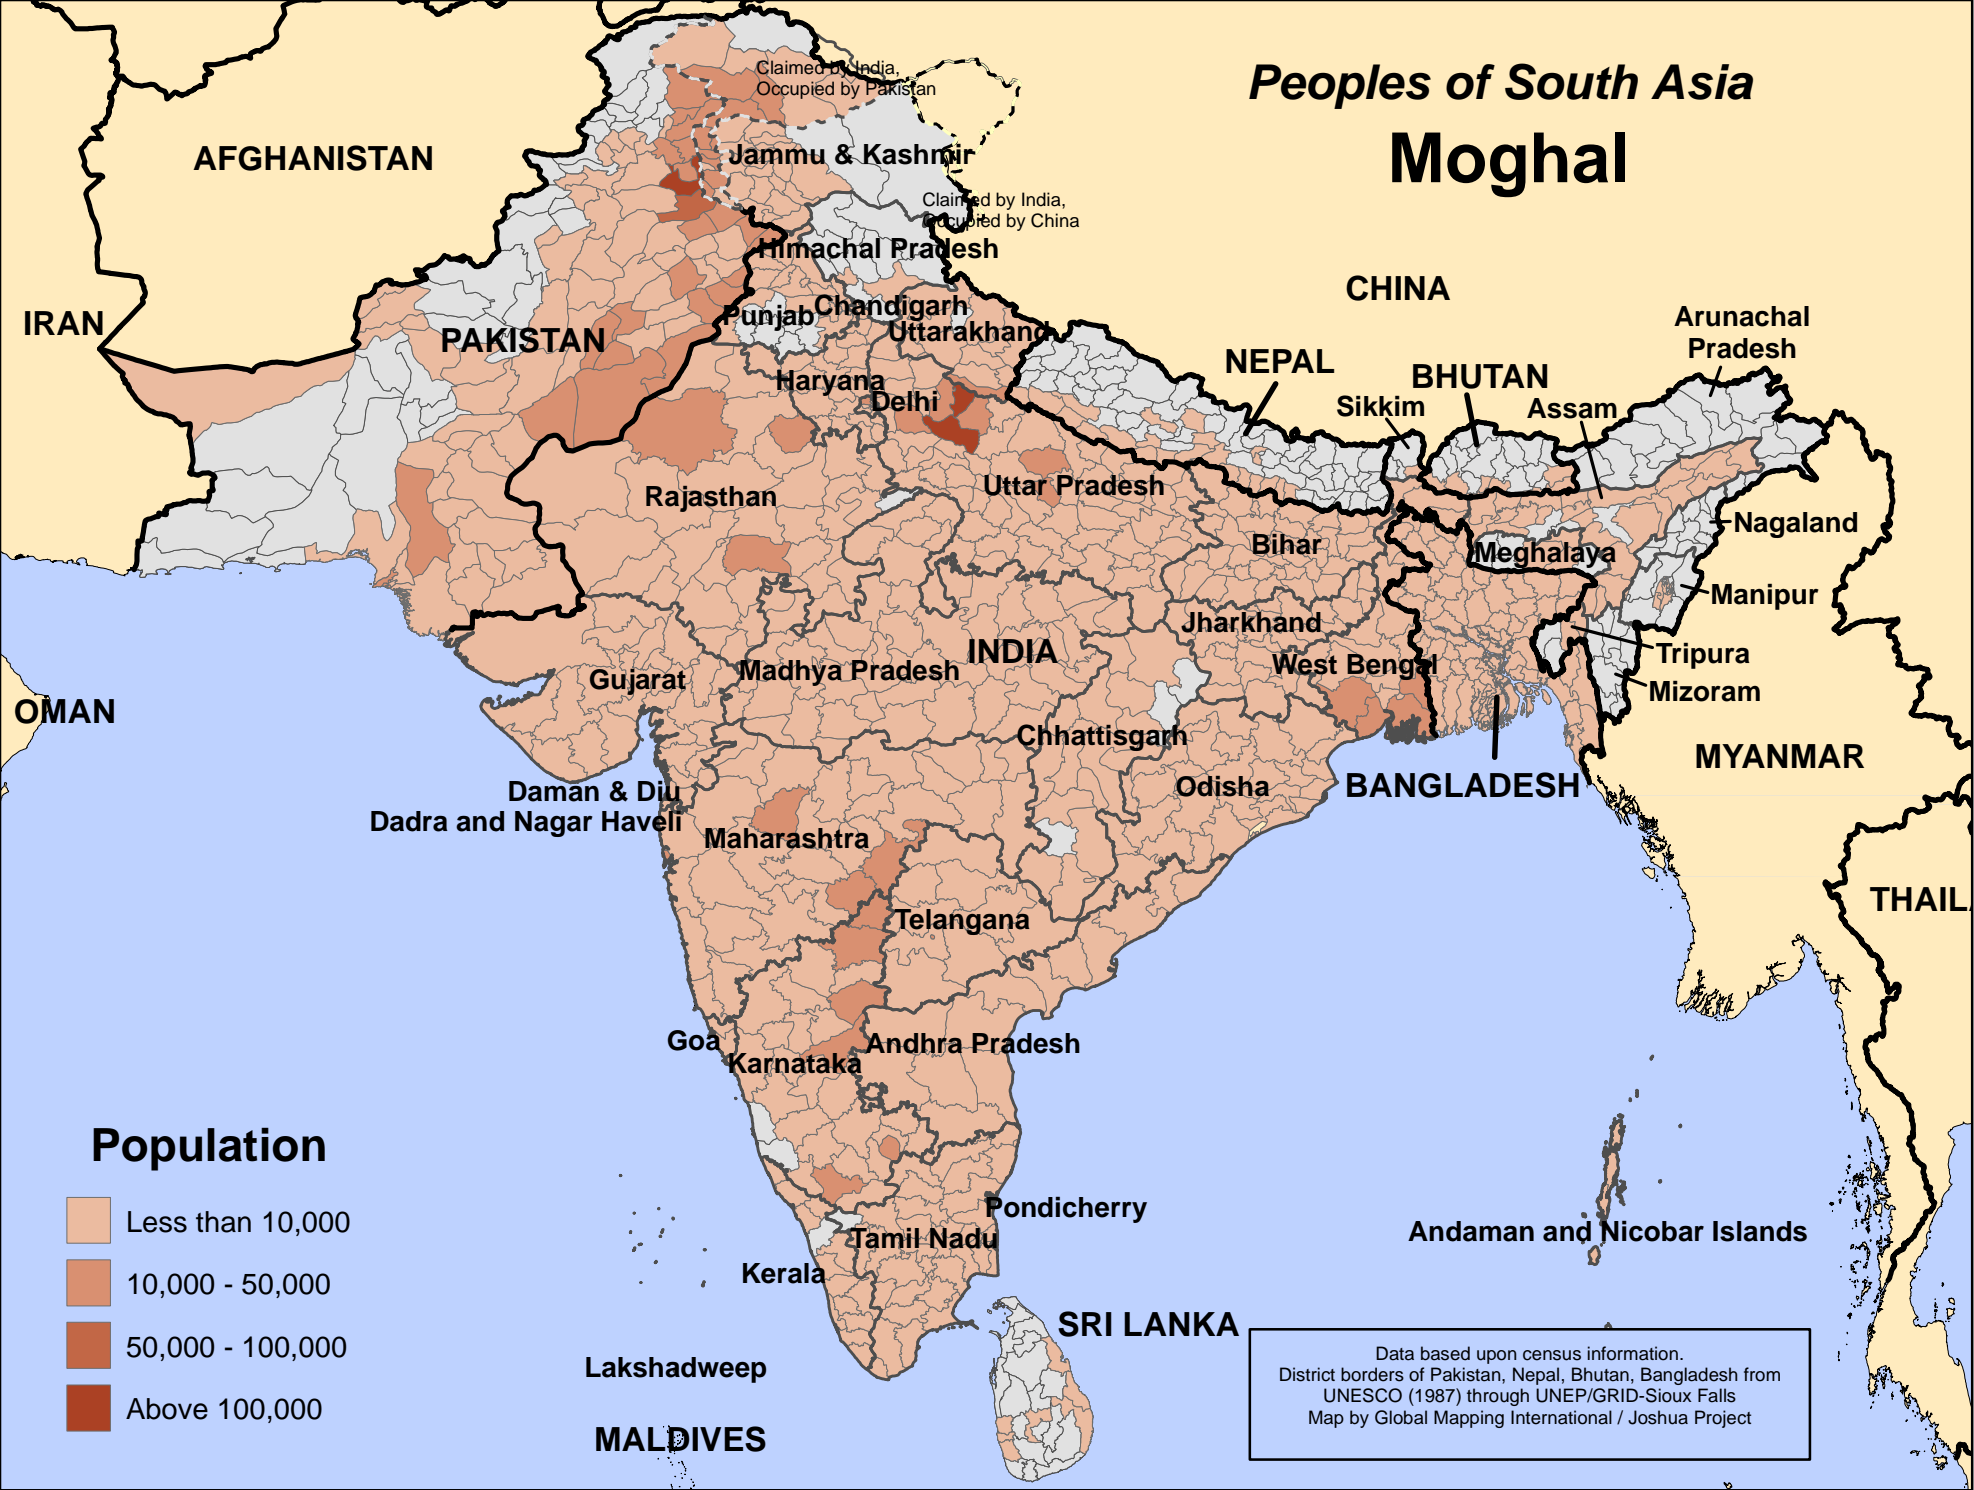 Peoples of South Asia
Moghal
Claimed by India,
Occupied by Pakistan
AFGHANISTAN
Jammu & Kashmir
Claimed by India,
Occupied by China
Himachal Pradesh
CHINA
IRAN
PAKISTAN
Punjab
Chandigarh
Uttarakhand
Arunachal
Pradesh
NEPAL
BHUTAN
Sikkim
Assam
Haryana
Delhi
Rajasthan
Uttar Pradesh
Bihar
Meghalaya
Nagaland
Manipur
Jharkhand
INDIA
West Bengal
Tripura
Mizoram
Gujarat
Madhya Pradesh
OMAN
Chhattisgarh
Odisha
BANGLADESH
MYANMAR
Daman & Diu
Dadra and Nagar Haveli
Maharashtra
THAIL
Telangana
Goa
Karnataka
Andhra Pradesh
Pondicherry
Tamil Nadu
Kerala
Andaman and Nicobar Islands
SRI LANKA
Lakshadweep
MALDIVES
Population
Less than 10,000
10,000 - 50,000
50,000 - 100,000
Above 100,000
Data based upon census information.
District borders of Pakistan, Nepal, Bhutan, Bangladesh from
UNESCO (1987) through UNEP/GRID-Sioux Falls
Map by Global Mapping International / Joshua Project